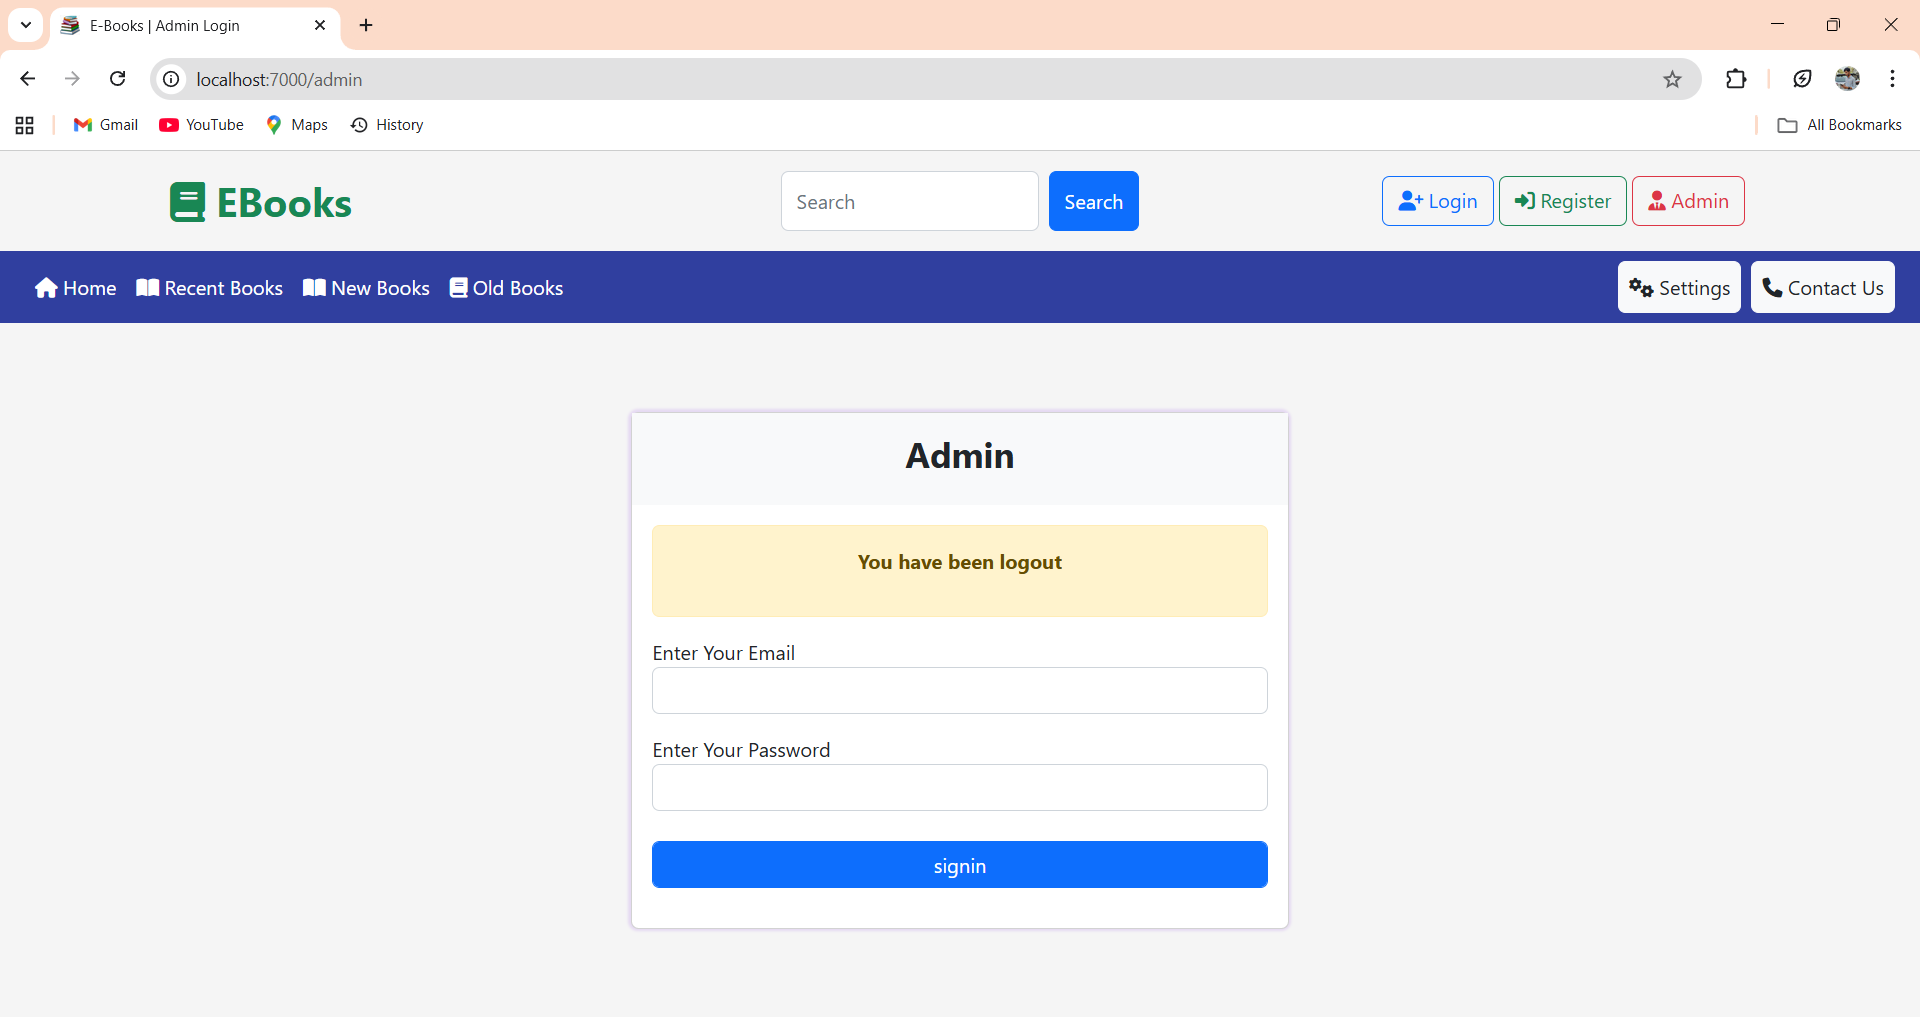 E-Books | Admin Login
localhost:7000/admin
Gmail YouTube Maps History All Bookmarks
EBooks Search Search Login Register Admin
Home Recent Books New Books Old Books Settings Contact Us
Admin
You have been logout
Enter Your Email
Enter Your Password
signin